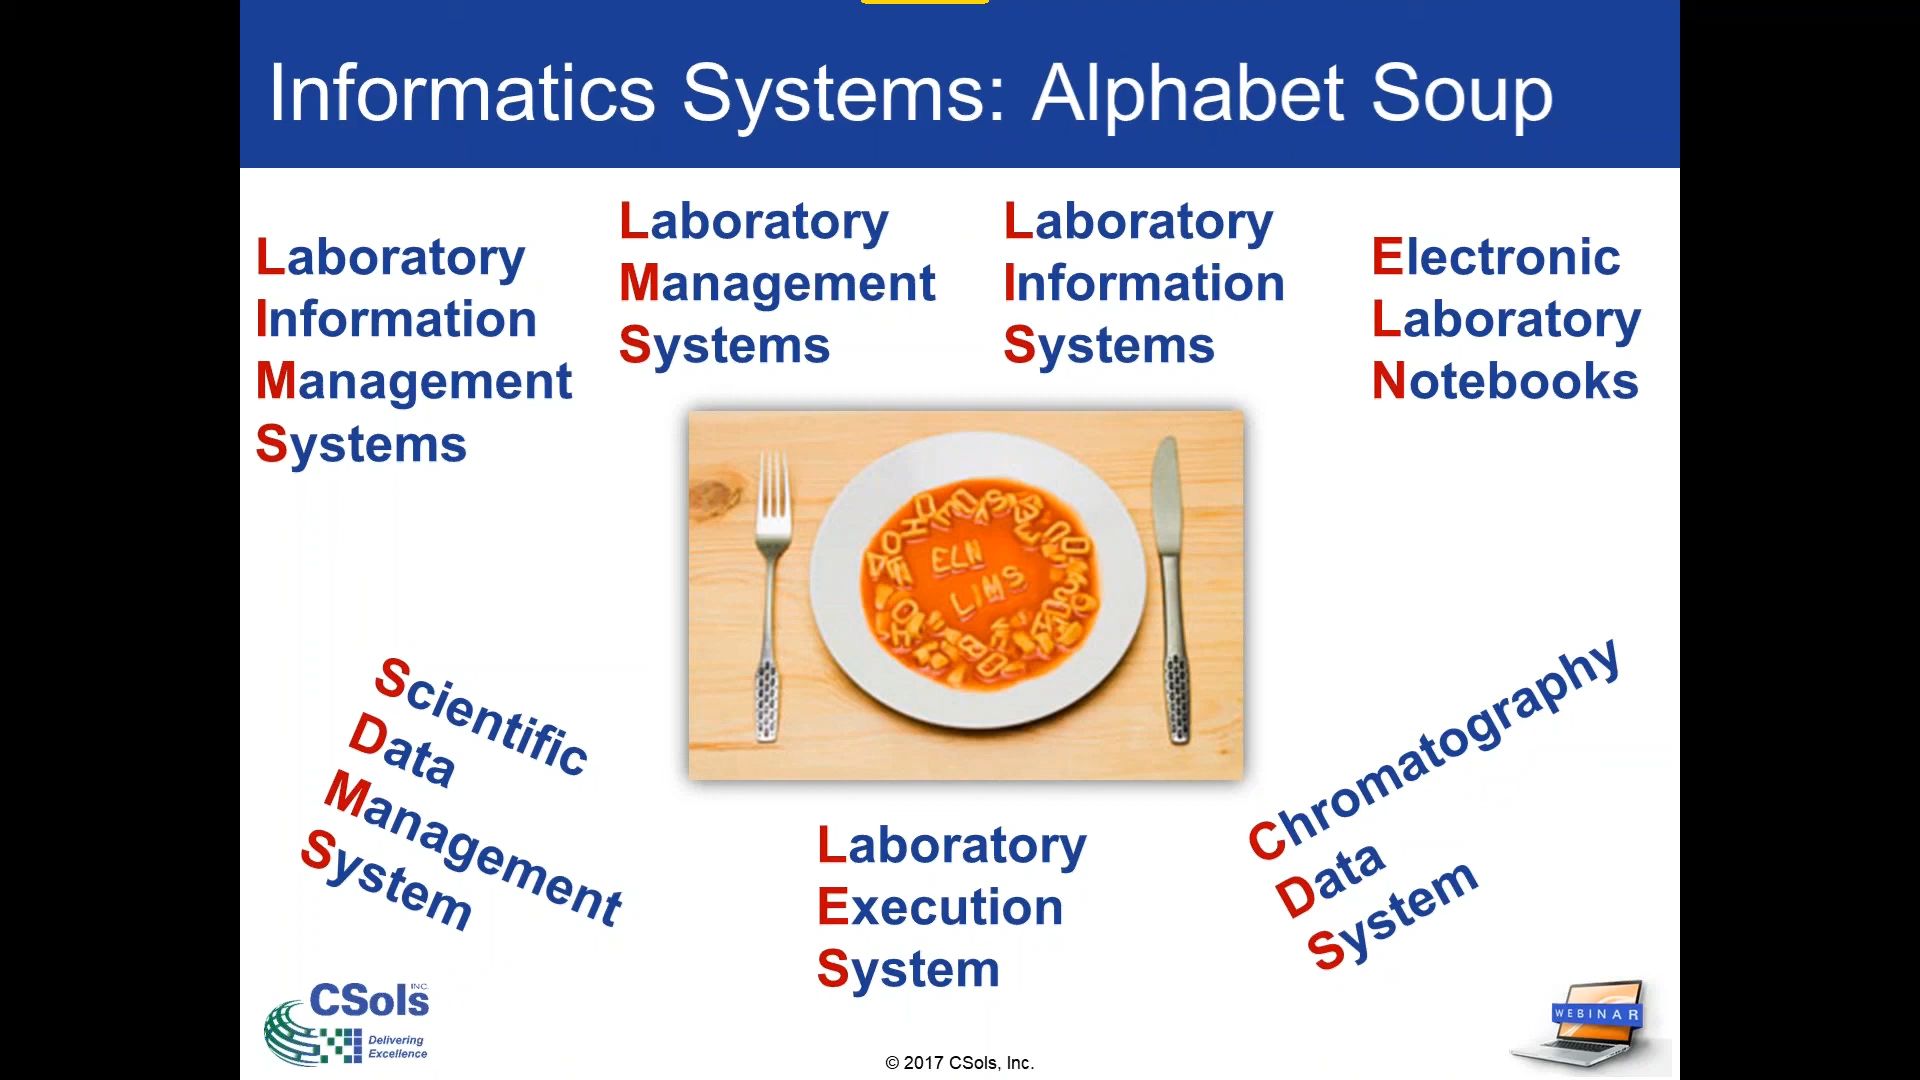 Informatics Systems: Alphabet Soup
Laboratory
Information
Management
Systems
Laboratory
Management
Systems
Laboratory
Information
Systems
Electronic
Laboratory
Notebooks
ELN
LIMS
Scientific
Data
Management
System
Laboratory
Execution
System
Chromatography
Data
System
CSols INC.
Delivering
Excellence
© 2017 CSols, Inc.
WEBINAR